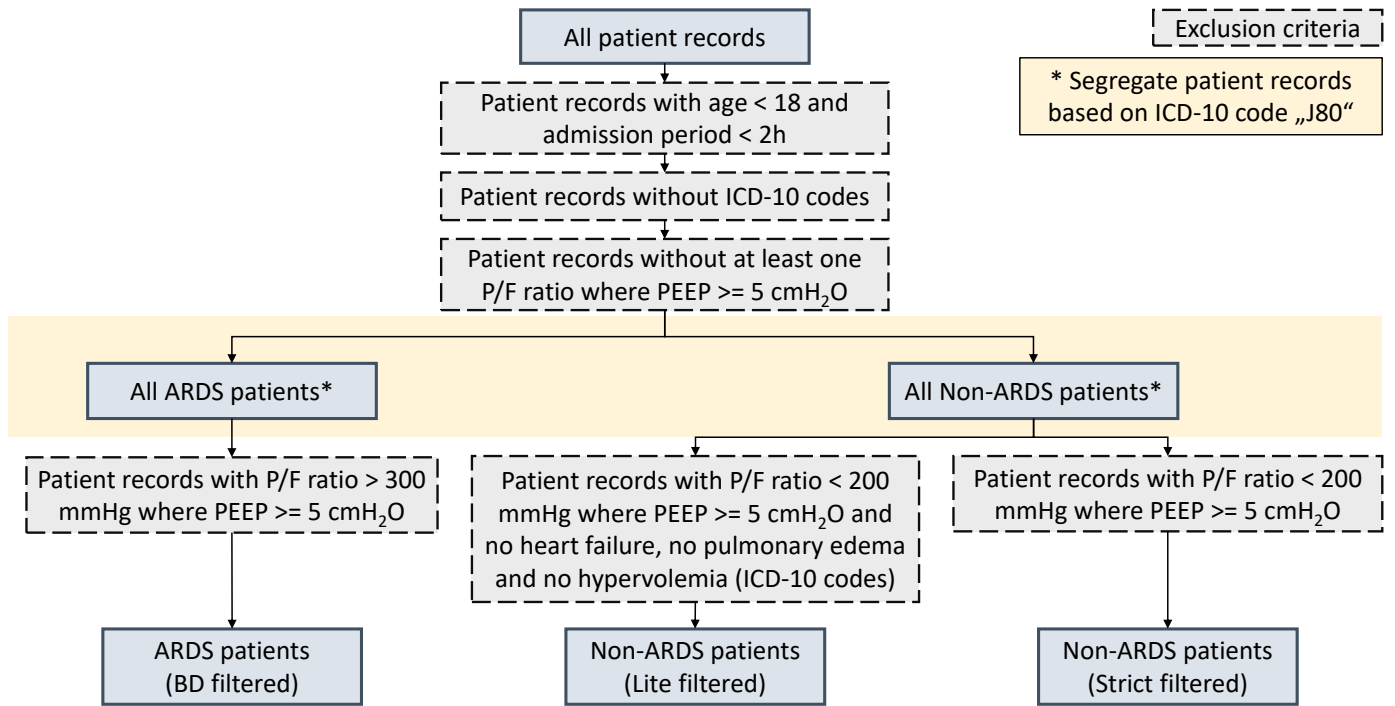 All patient records
Exclusion criteria
* Segregate patient records
based on ICD-10 code „J80“
Patient records with age < 18 and
admission period < 2h
Patient records without ICD-10 codes
Patient records without at least one
P/F ratio where PEEP >= 5 cmH₂O
All ARDS patients*
All Non-ARDS patients*
Patient records with P/F ratio > 300
mmHg where PEEP >= 5 cmH₂O
Patient records with P/F ratio < 200
mmHg where PEEP >= 5 cmH₂O and
no heart failure, no pulmonary edema
and no hypervolemia (ICD-10 codes)
Patient records with P/F ratio < 200
mmHg where PEEP >= 5 cmH₂O
ARDS patients
(BD filtered)
Non-ARDS patients
(Lite filtered)
Non-ARDS patients
(Strict filtered)